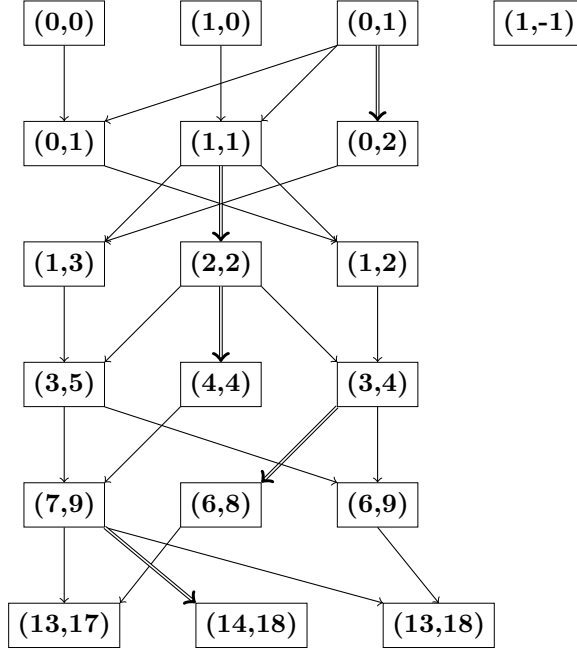 (0,0) (1,0) (0,1) (1,-1)
(0,1) (1,1) (0,2)
(1,3) (2,2) (1,2)
(3,5) (4,4) (3,4)
(7,9) (6,8) (6,9)
(13,17) (14,18) (13,18)